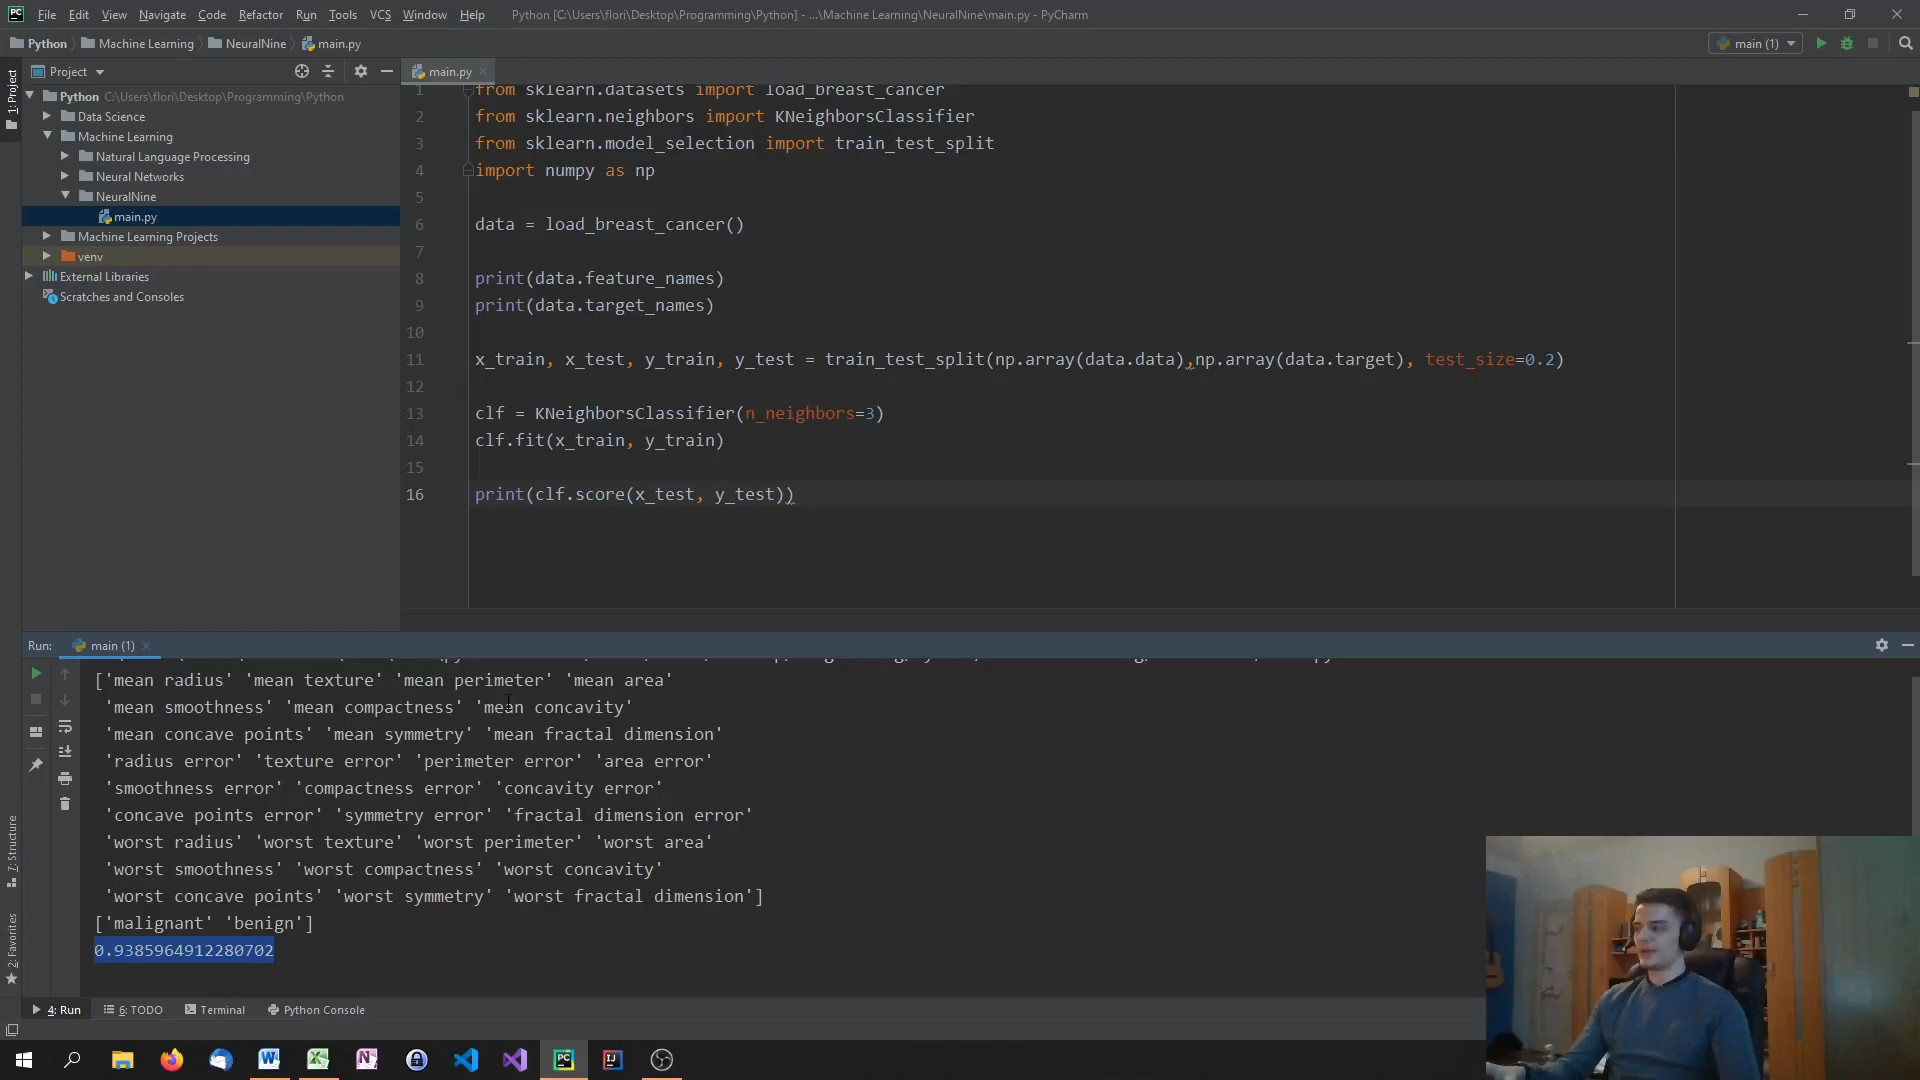 File Edit View Navigate Code Refactor Run Tools VCS Window Help Python [C:\Users\flori\Desktop\Programming\Python] - ...\Machine Learning\NeuralNine\main.py - PyCharm
Python Machine Learning NeuralNine main.py main (1)
1: Project
Project
main.py
Python C:\Users\flori\Desktop\Programming\Python
Data Science
Machine Learning
Natural Language Processing
Neural Networks
NeuralNine
main.py
Machine Learning Projects
venv
External Libraries
Scratches and Consoles
1 from sklearn.datasets import load_breast_cancer
2 from sklearn.neighbors import KNeighborsClassifier
3 from sklearn.model_selection import train_test_split
4 import numpy as np
5
6 data = load_breast_cancer()
7
8 print(data.feature_names)
9 print(data.target_names)
10
11 x_train, x_test, y_train, y_test = train_test_split(np.array(data.data),np.array(data.target), test_size=0.2)
12
13 clf = KNeighborsClassifier(n_neighbors=3)
14 clf.fit(x_train, y_train)
15
16 print(clf.score(x_test, y_test))
Run: main (1)
['mean radius' 'mean texture' 'mean perimeter' 'mean area'
'mean smoothness' 'mean compactness' 'mean concavity'
'mean concave points' 'mean symmetry' 'mean fractal dimension'
'radius error' 'texture error' 'perimeter error' 'area error'
'smoothness error' 'compactness error' 'concavity error'
'concave points error' 'symmetry error' 'fractal dimension error'
'worst radius' 'worst texture' 'worst perimeter' 'worst area'
'worst smoothness' 'worst compactness' 'worst concavity'
'worst concave points' 'worst symmetry' 'worst fractal dimension']
['malignant' 'benign']
0.9385964912280702
7: Structure
2: Favorites
4: Run 6: TODO Terminal Python Console